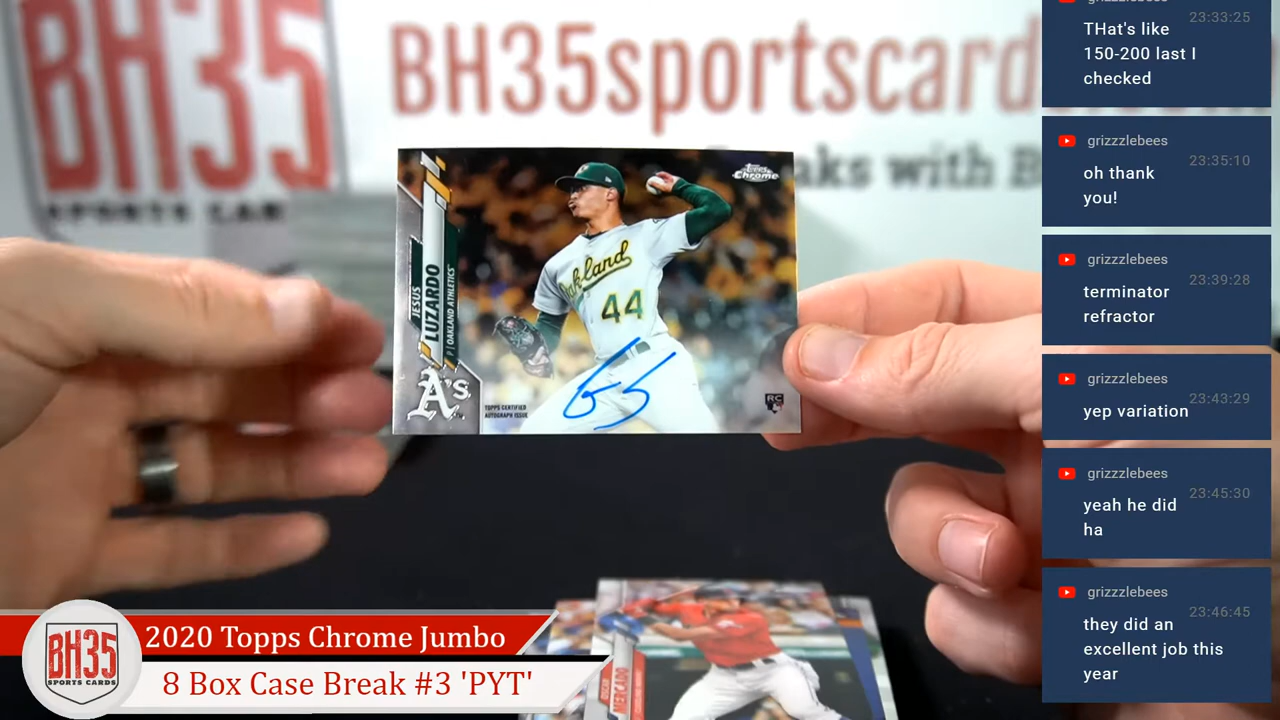 BH35
SPORTS CAR
BH35sportscard
aks with B
Topps
Chrome
JESUS
LUZARDO
P | OAKLAND ATHLETICS
A's
Oakland
44
TOPPS CERTIFIED
AUTOGRAPH ISSUE
RC
MERCADO
BH35
SPORTS CARDS
2020 Topps Chrome Jumbo
8 Box Case Break #3 'PYT'
grizzzlebees
23:33:25
THat's like
150-200 last I
checked
grizzzlebees
23:35:10
oh thank
you!
grizzzlebees
23:39:28
terminator
refractor
grizzzlebees
23:43:29
yep variation
grizzzlebees
23:45:30
yeah he did
ha
grizzzlebees
23:46:45
they did an
excellent job this
year